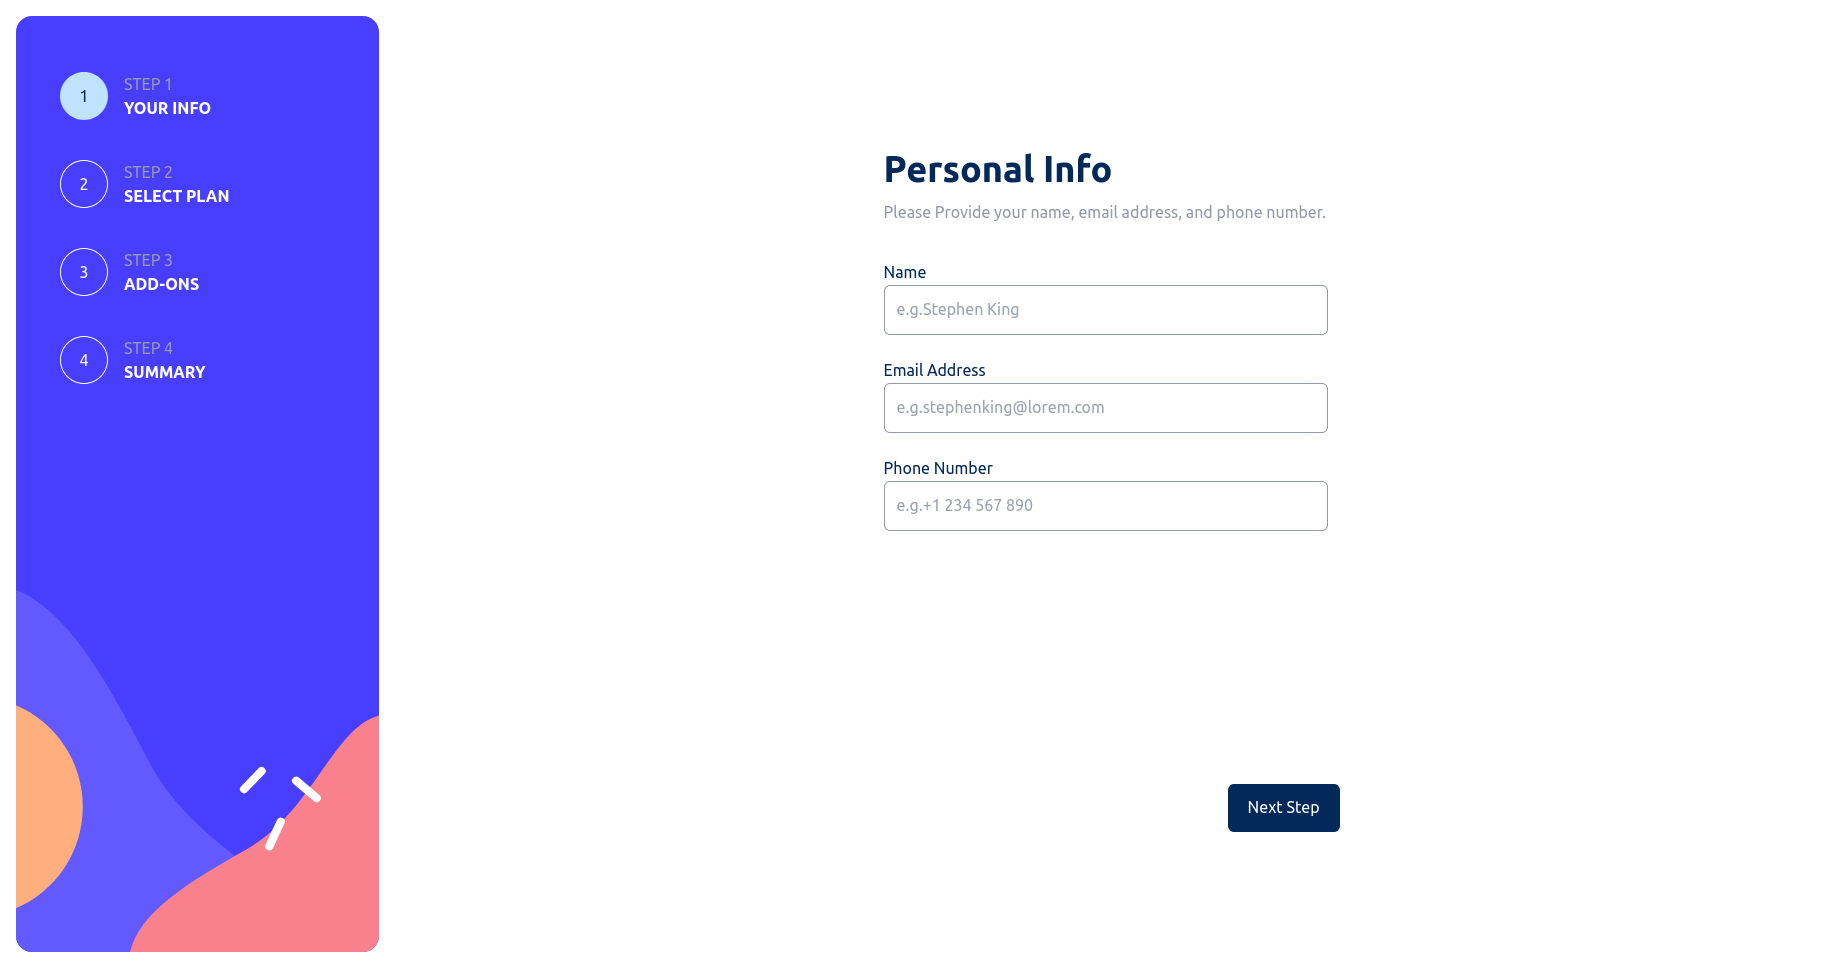 1
STEP 1
YOUR INFO
2
STEP 2
SELECT PLAN
3
STEP 3
ADD-ONS
4
STEP 4
SUMMARY
Personal Info
Please Provide your name, email address, and phone number.
Name
e.g.Stephen King
Email Address
e.g.stephenking@lorem.com
Phone Number
e.g.+1 234 567 890
Next Step